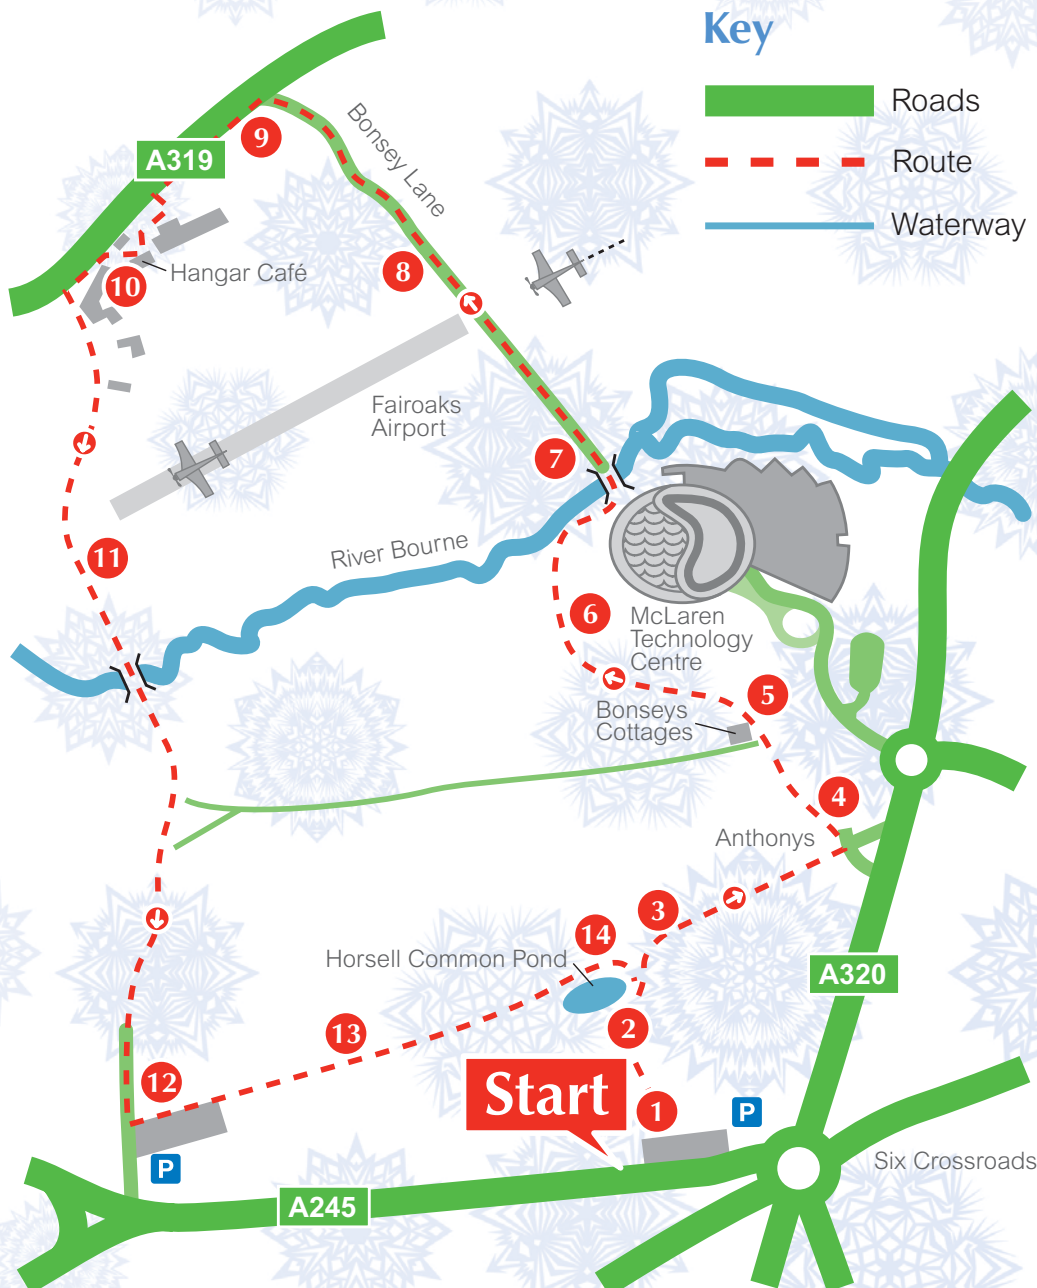 Key
Roads
Route
Waterway
Bonsey Lane
9
A319
8
10
Hangar Café
Fairoaks
Airport
7
River Bourne
11
6
McLaren
Technology
Centre
5
Bonseys
Cottages
4
Anthonys
3
14
Horsell Common Pond
A320
2
13
12
Start
1
P
P
Six Crossroads
A245